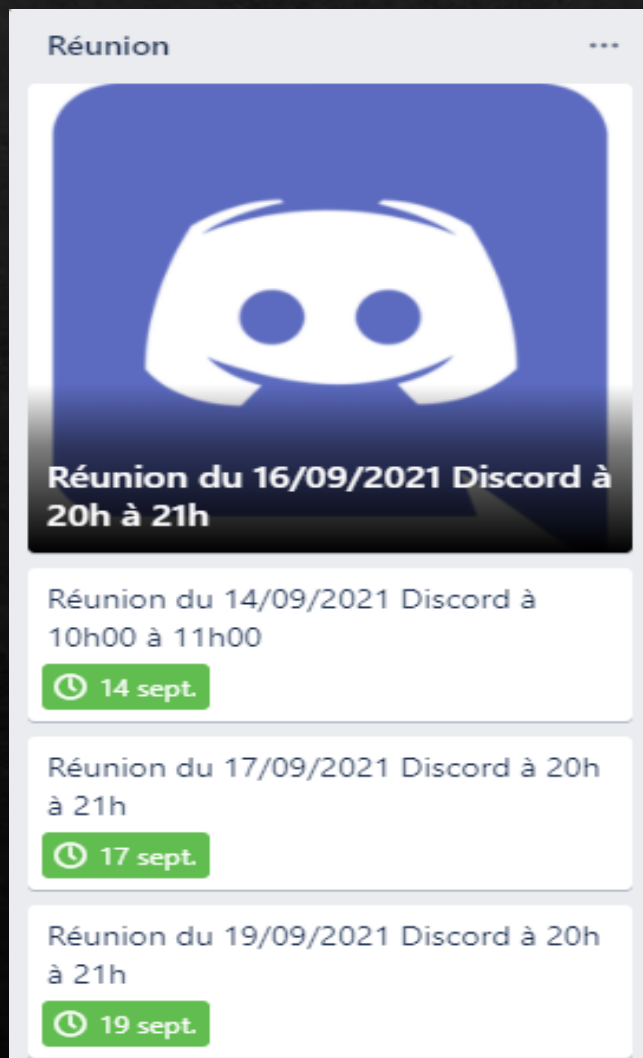 Réunion
Réunion du 16/09/2021 Discord à
20h à 21h
Réunion du 14/09/2021 Discord à
10h00 à 11h00
14 sept.
Réunion du 17/09/2021 Discord à 20h
à 21h
17 sept.
Réunion du 19/09/2021 Discord à 20h
à 21h
19 sept.